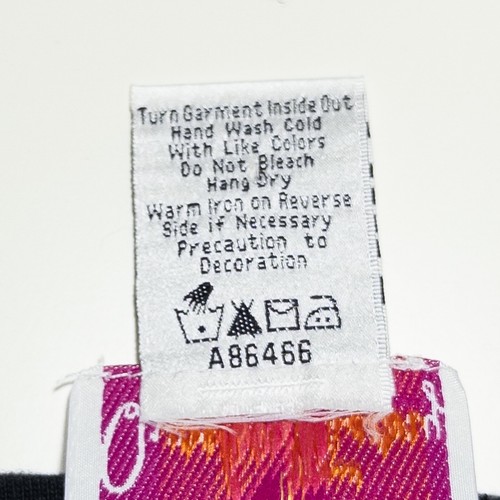 Turn Garment Inside Out
Hand Wash Cold
With Like Colors
Do Not Bleach
Hang Dry
Warm Iron on Reverse
Side if Necessary
Precaution to
Decoration
A86466